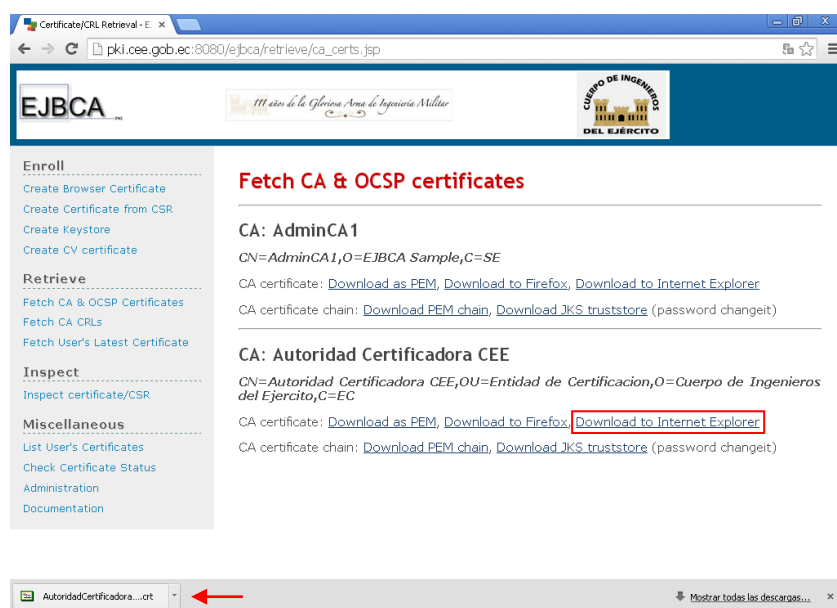 Certificate/CRL Retrieval - E.
pki.cee.gob.ec:8080/ejbca/retrieve/ca_certs.jsp
EJBCA PKI
111 años de la Gloriosa Arma de Ingeniería Militar
CUERPO DE INGENIEROS
DEL EJÉRCITO
Enroll
Create Browser Certificate
Create Certificate from CSR
Create Keystore
Create CV certificate
Retrieve
Fetch CA & OCSP Certificates
Fetch CA CRLs
Fetch User's Latest Certificate
Inspect
Inspect certificate/CSR
Miscellaneous
List User's Certificates
Check Certificate Status
Administration
Documentation
Fetch CA & OCSP certificates
CA: AdminCA1
CN=AdminCA1,O=EJBCA Sample,C=SE
CA certificate: Download as PEM, Download to Firefox, Download to Internet Explorer
CA certificate chain: Download PEM chain, Download JKS truststore (password changeit)
CA: Autoridad Certificadora CEE
CN=Autoridad Certificadora CEE,OU=Entidad de Certificacion,O=Cuerpo de Ingenieros
del Ejercito,C=EC
CA certificate: Download as PEM, Download to Firefox, Download to Internet Explorer
CA certificate chain: Download PEM chain, Download JKS truststore (password changeit)
AutoridadCertificadora....crt
Mostrar todas las descargas...